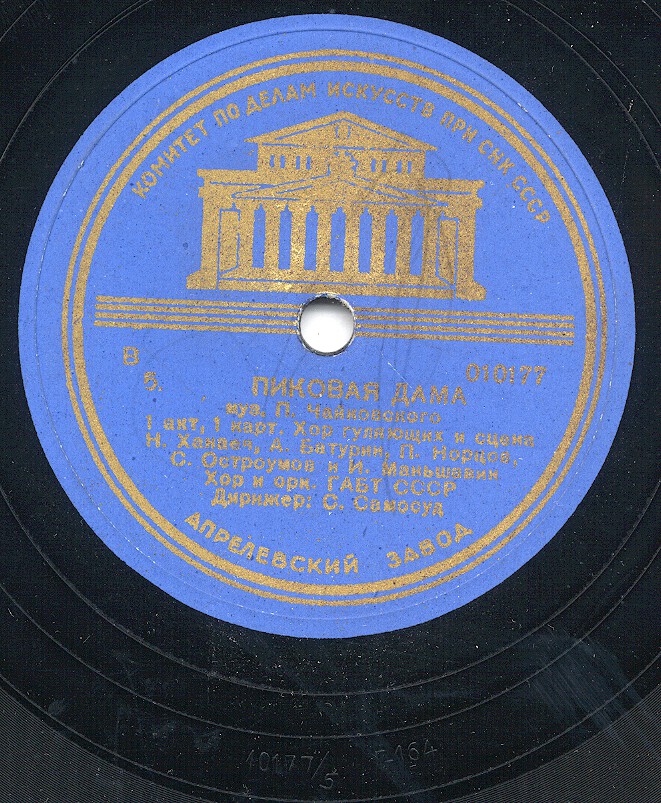 КОМИТЕТ ПО ДЕЛАМ ИСКУССТВ ПРИ СНК СССР
В
5.
010177
ПИКОВАЯ ДАМА
муз. П. Чайковского
1 акт, 1 карт. Хор гуляющих и сцена
Н. Ханаев, А. Батурин, П. Норцов,
С. Остроумов и И. Маньшавин
Хор и орк. ГАБТ СССР
Дирижер: С. Самосуд
АПРЕЛЕВСКИЙ ЗАВОД
10177/5 Г-164